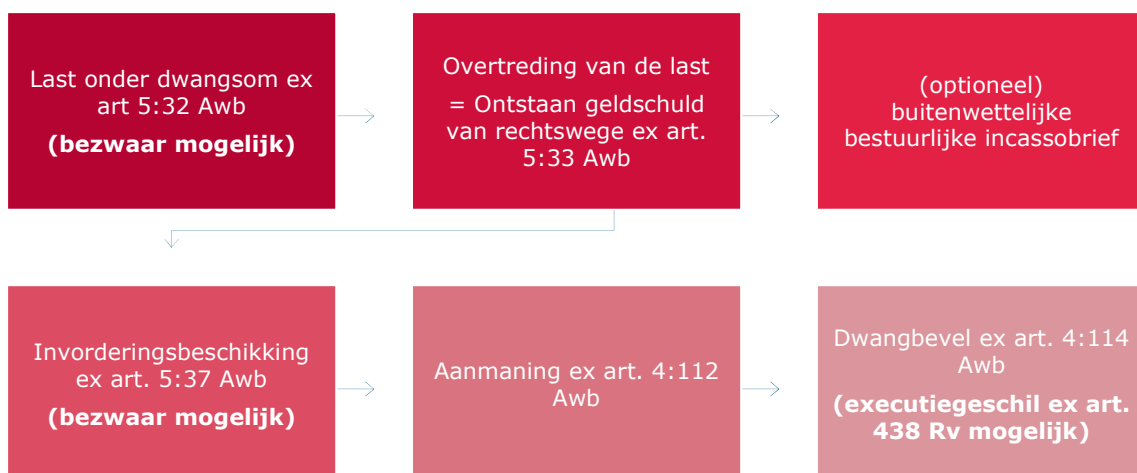 Last onder dwangsom ex
art 5:32 Awb
(bezwaar mogelijk)
Overtreding van de last
= Ontstaan geldschuld
van rechtswege ex art.
5:33 Awb
(optioneel)
buitenwettelijke
bestuurlijke incassobrief
Invorderingsbeschikking
ex art. 5:37 Awb
(bezwaar mogelijk)
Aanmaning ex art. 4:112
Awb
Dwangbevel ex art. 4:114
Awb
(executiegeschil ex art.
438 Rv mogelijk)